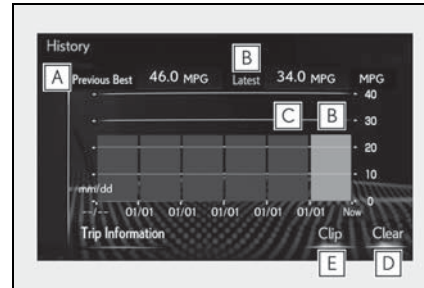 History
B
A Previous Best 46.0 MPG Latest 34.0 MPG MPG
40
C B
30
20
10
mm/dd
0
--/-- 01/01 01/01 01/01 01/01 01/01 Now
Trip Information Clip Clear
E D